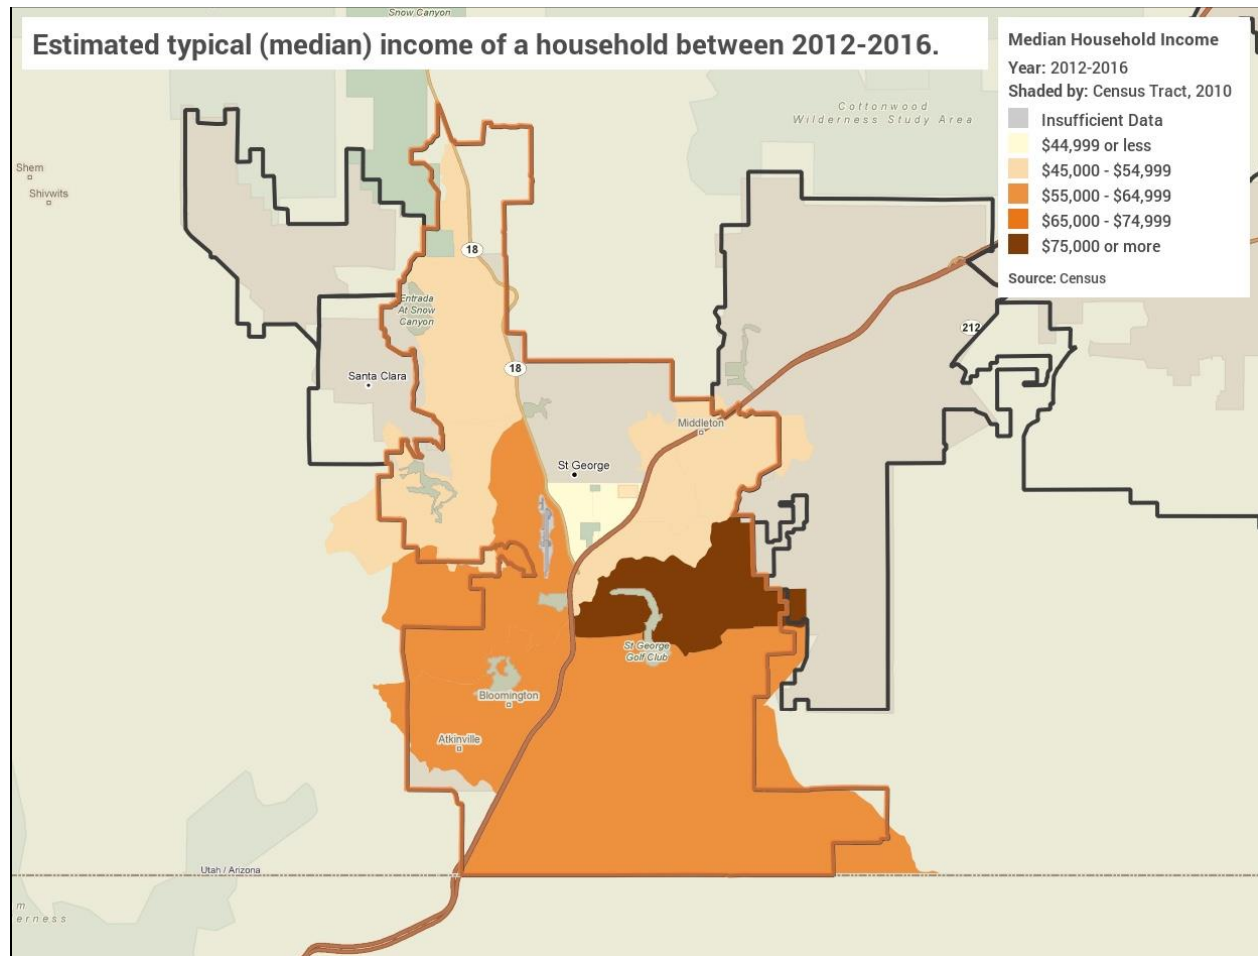 Snow Canyon
Estimated typical (median) income of a household between 2012-2016.
Median Household Income
Year: 2012-2016
Shaded by: Census Tract, 2010
Insufficient Data
$44,999 or less
$45,000 - $54,999
$55,000 - $64,999
$65,000 - $74,999
$75,000 or more
Source: Census
Cottonwood
Wilderness Study Area
Shem
Shivwits
18
Entrada
At Snow
Canyon
212
18
Santa Clara
Middleton
St George
St George
Golf Club
Bloomington
Atkinville
Utah / Arizona
m
erness